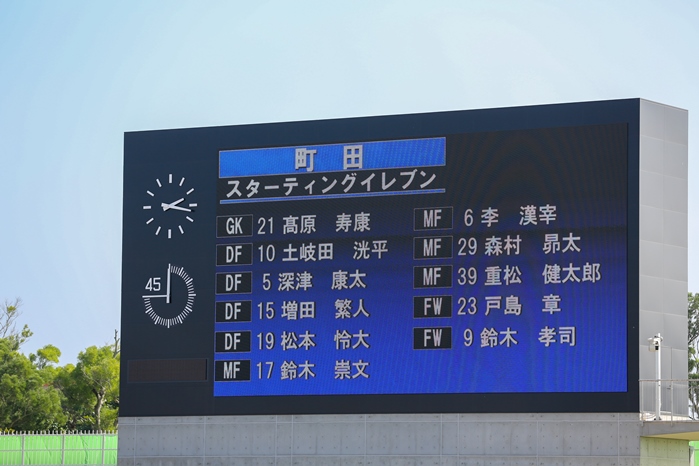 町田
スターティングイレブン
GK 21 髙原 寿康
DF 10 土岐田 洸平
DF 5 深津 康太
DF 15 増田 繁人
DF 19 松本 怜大
MF 17 鈴木 崇文
MF 6 李 漢宰
MF 29 森村 昴太
MF 39 重松 健太郎
FW 23 戸島 章
FW 9 鈴木 孝司
45